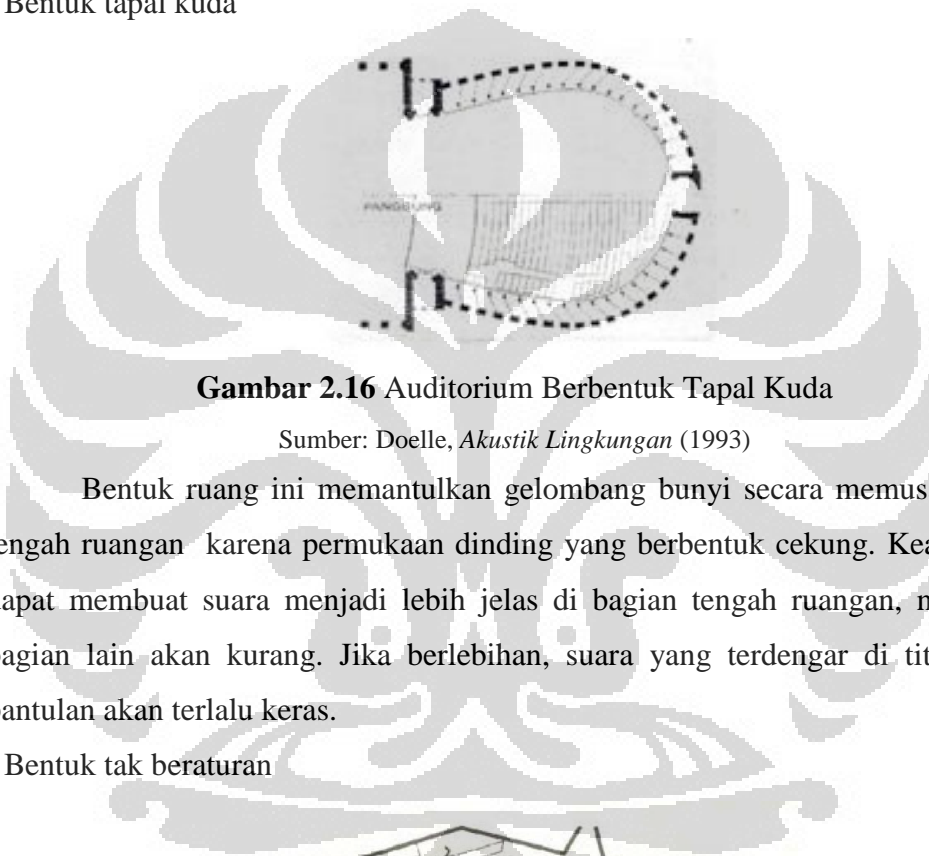 Bentuk tapal kuda
PANGGUNG
Gambar 2.16 Auditorium Berbentuk Tapal Kuda
Sumber: Doelle, Akustik Lingkungan (1993)
Bentuk ruang ini memantulkan gelombang bunyi secara memus
engah ruangan karena permukaan dinding yang berbentuk cekung. Kea
dapat membuat suara menjadi lebih jelas di bagian tengah ruangan, n
bagian lain akan kurang. Jika berlebihan, suara yang terdengar di tit
pantulan akan terlalu keras.
Bentuk tak beraturan